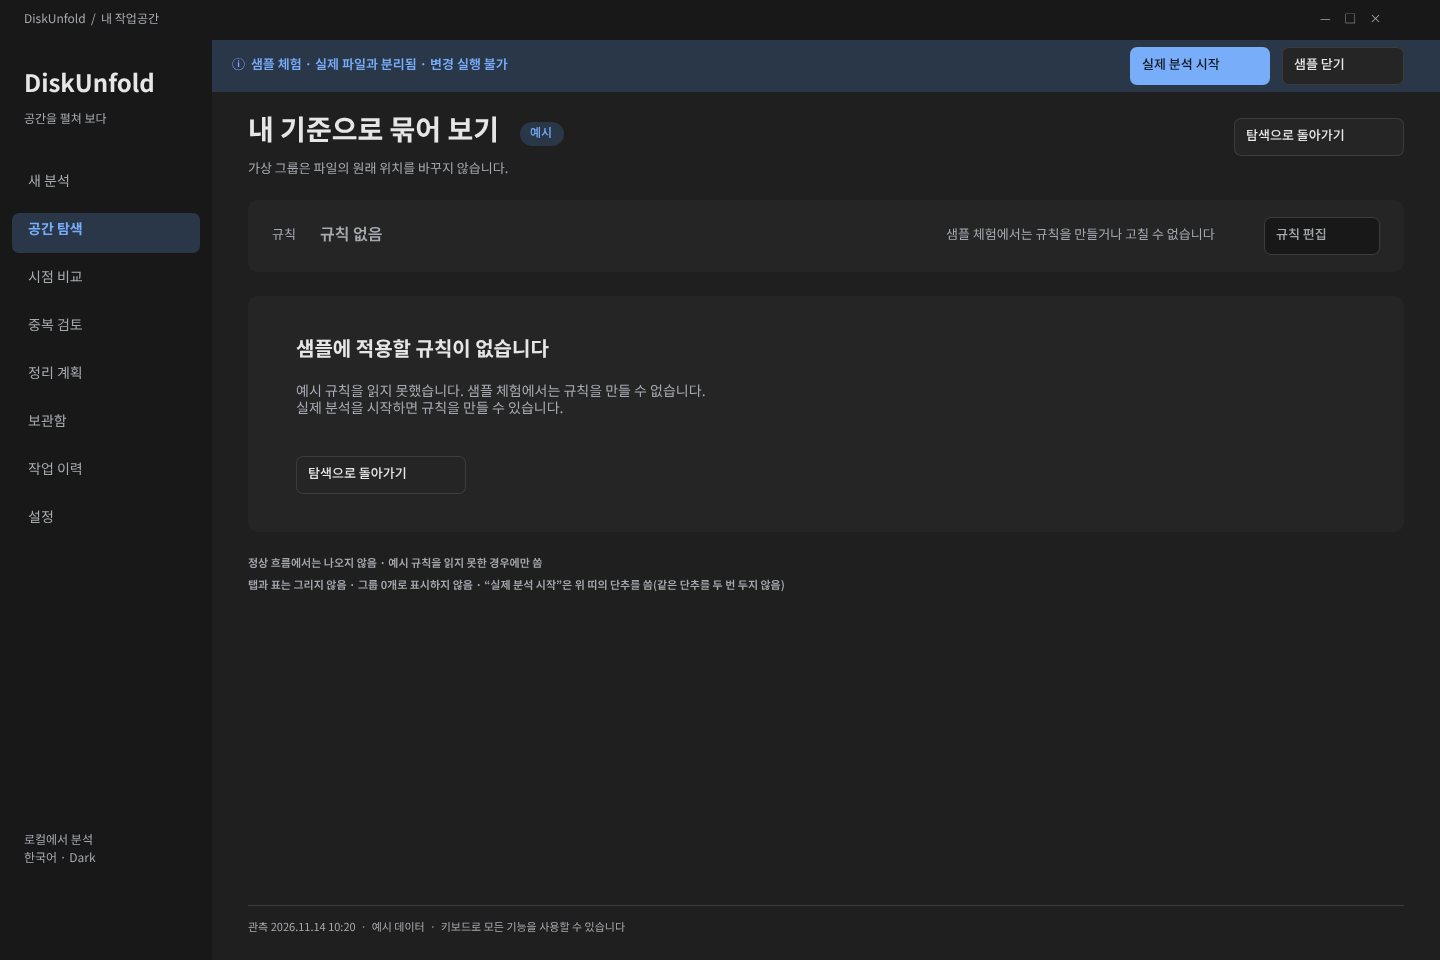 DiskUnfold / 내 작업공간
DiskUnfold
공간을 펼쳐 보다
새 분석
공간 탐색
시점 비교
중복 검토
정리 계획
보관함
작업 이력
설정
로컬에서 분석
한국어 · Dark
샘플 체험 · 실제 파일과 분리됨 · 변경 실행 불가
실제 분석 시작
샘플 닫기
내 기준으로 묶어 보기
예시
탐색으로 돌아가기
가상 그룹은 파일의 원래 위치를 바꾸지 않습니다.
규칙
규칙 없음
샘플 체험에서는 규칙을 만들거나 고칠 수 없습니다
규칙 편집
샘플에 적용할 규칙이 없습니다
예시 규칙을 읽지 못했습니다. 샘플 체험에서는 규칙을 만들 수 없습니다.
실제 분석을 시작하면 규칙을 만들 수 있습니다.
탐색으로 돌아가기
정상 흐름에서는 나오지 않음 · 예시 규칙을 읽지 못한 경우에만 씀
탭과 표는 그리지 않음 · 그룹 0개로 표시하지 않음 · “실제 분석 시작”은 위 띠의 단추를 씀(같은 단추를 두 번 두지 않음)
관측 2026.11.14 10:20 · 예시 데이터 · 키보드로 모든 기능을 사용할 수 있습니다